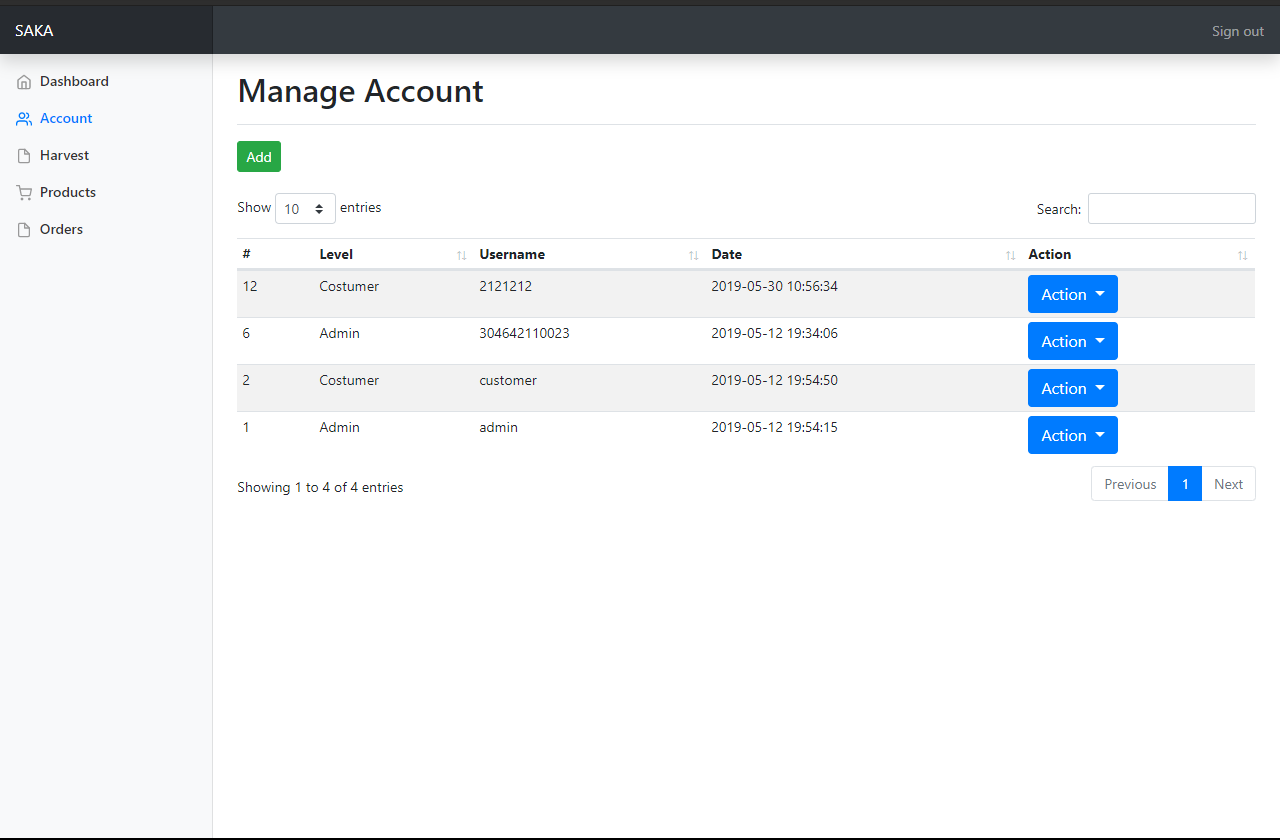 SAKA
Sign out
Dashboard
Account
Harvest
Products
Orders
Manage Account
Add
Show 10 entries
Search:
# Level Username Date Action
12 Costumer 2121212 2019-05-30 10:56:34 Action
6 Admin 304642110023 2019-05-12 19:34:06 Action
2 Costumer customer 2019-05-12 19:54:50 Action
1 Admin admin 2019-05-12 19:54:15 Action
Showing 1 to 4 of 4 entries
Previous 1 Next